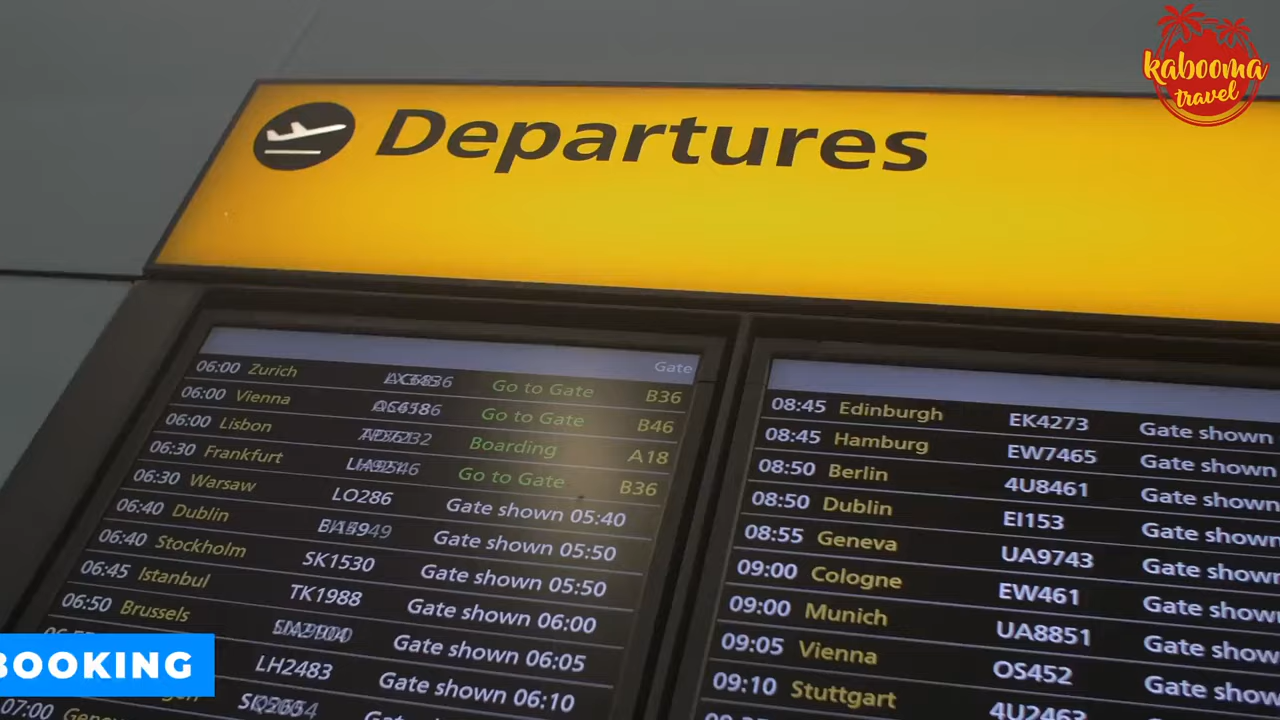 kabooma
travel
Departures
Gate
06:00 Zurich Go to Gate B36
06:00 Vienna Go to Gate B46
06:00 Lisbon Boarding A18
06:30 Frankfurt Go to Gate B36
06:30 Warsaw LO286 Gate shown 05:40
06:40 Dublin Gate shown 05:50
06:40 Stockholm SK1530 Gate shown 05:50
06:45 Istanbul TK1988 Gate shown 06:00
06:50 Brussels Gate shown 06:05
LH2483 Gate shown 06:10
07:00
08:45 Edinburgh EK4273 Gate shown
08:45 Hamburg EW7465 Gate shown
08:50 Berlin 4U8461 Gate shown
08:50 Dublin EI153 Gate shown
08:55 Geneva UA9743 Gate shown
09:00 Cologne EW461 Gate shown
09:00 Munich UA8851 Gate shown
09:05 Vienna OS452 Gate shown
09:10 Stuttgart 4U2463 Gate shown
BOOKING